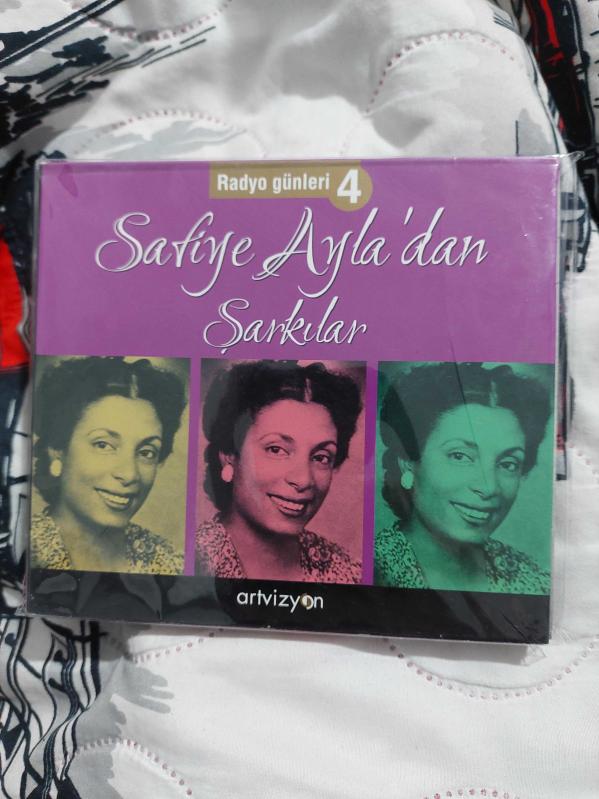 Radyo günleri 4
Safiye Ayla'dan
Şarkılar
artvizyon